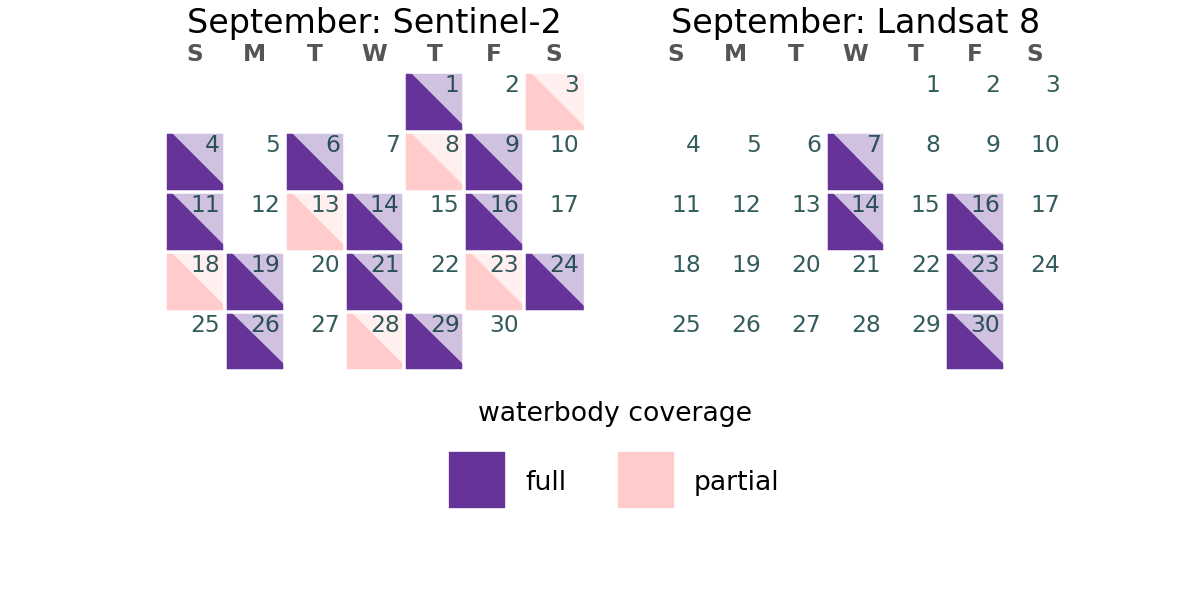 September: Sentinel-2
S M T W T F S
1 2 3
4 5 6 7 8 9 10
11 12 13 14 15 16 17
18 19 20 21 22 23 24
25 26 27 28 29 30
September: Landsat 8
S M T W T F S
1 2 3
4 5 6 7 8 9 10
11 12 13 14 15 16 17
18 19 20 21 22 23 24
25 26 27 28 29 30
waterbody coverage
full partial